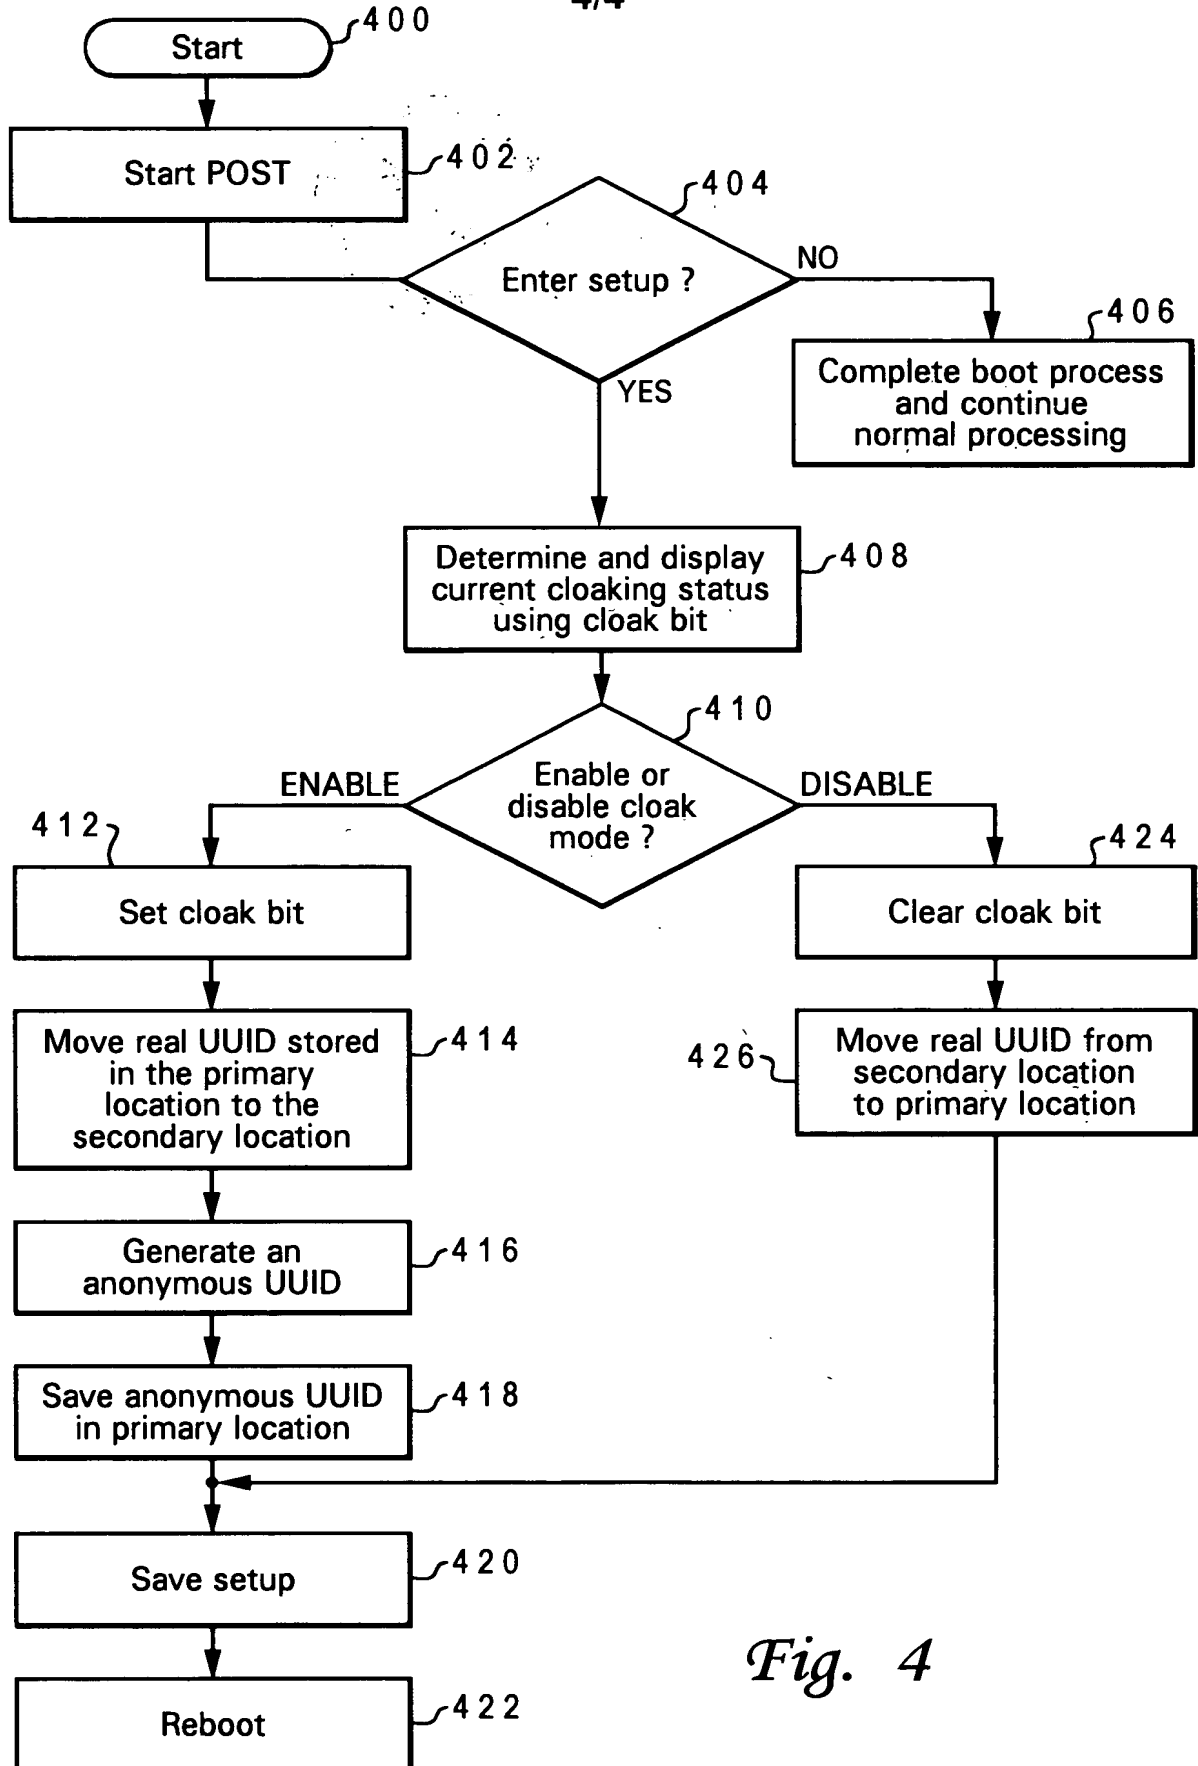 4/4
Start
400
Start POST
402
404
Enter setup ?
NO
YES
406
Complete boot process
and continue
normal processing
Determine and display
current cloaking status
using cloak bit
408
410
Enable or
disable cloak
mode ?
ENABLE
DISABLE
412
Set cloak bit
424
Clear cloak bit
Move real UUID stored
in the primary
location to the
secondary location
414
426
Move real UUID from
secondary location
to primary location
Generate an
anonymous UUID
416
Save anonymous UUID
in primary location
418
Save setup
420
Reboot
422
Fig. 4